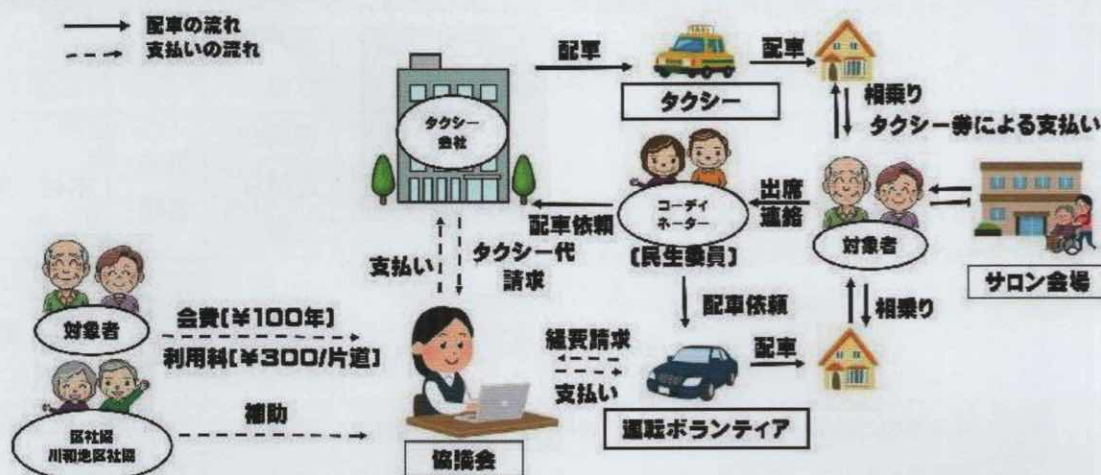 配車の流れ
支払いの流れ
配車
配車
タクシー
相乗り
タクシー券による支払い
タクシー
会社
コーディ
ネーター
[民生委員]
出席
連絡
配車依頼
対象者
サロン会場
支払い
タクシー代
請求
対象者
会費[¥100年]
利用料[¥300/片道]
配車依頼
相乗り
経費請求
支払い
配車
運転ボランティア
補助
区社協
川和地区社協
協議会
TAXI